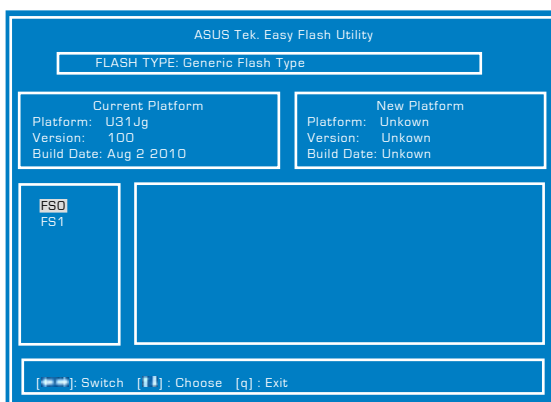 ASUS Tek. Easy Flash Utility
FLASH TYPE: Generic Flash Type
Current Platform
Platform: U31Jg
Version: 100
Build Date: Aug 2 2010
New Platform
Platform: Unkown
Version: Unkown
Build Date: Unkown
FS0
FS1
[←→]: Switch [↑↓] : Choose [q] : Exit